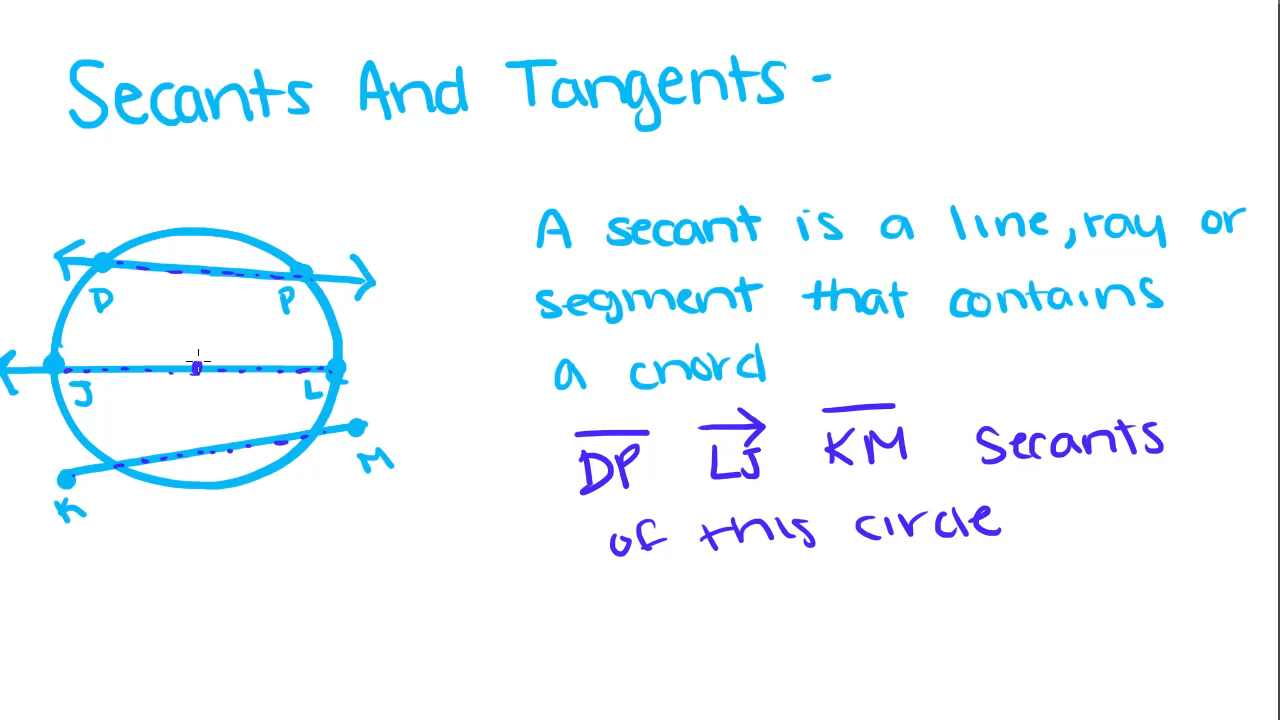 Secants And Tangents -
A secant is a line, ray or
segment that contains
a chord
DP LJ KM secants
of this circle
D P
J L
K M